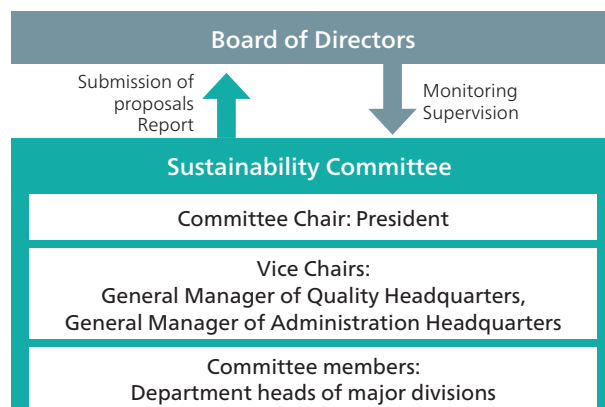 Board of Directors
Submission of
proposals
Report
Monitoring
Supervision
Sustainability Committee
Committee Chair: President
Vice Chairs:
General Manager of Quality Headquarters,
General Manager of Administration Headquarters
Committee members:
Department heads of major divisions